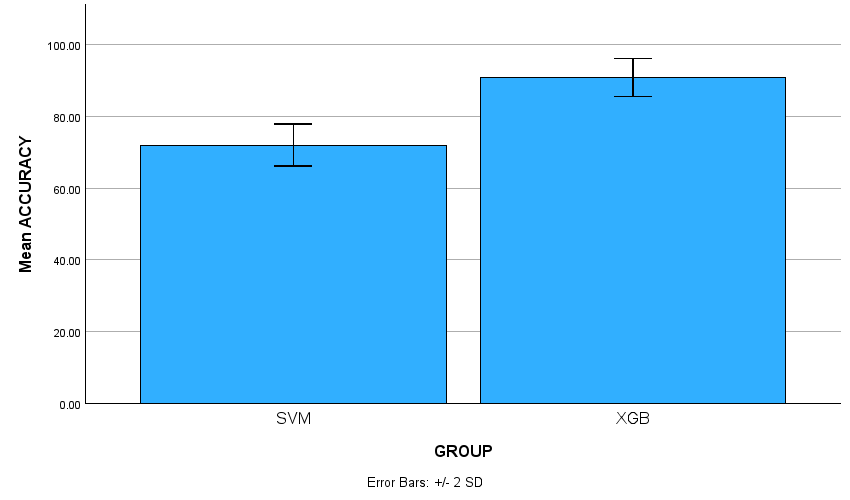 Mean ACCURACY
100.00
80.00
60.00
40.00
20.00
0.00
SVM
XGB
GROUP
Error Bars: +/- 2 SD